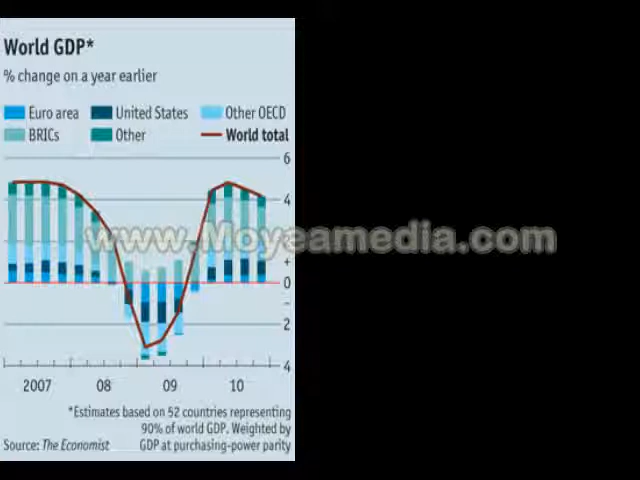 World GDP*
% change on a year earlier
Euro area United States Other OECD
BRICs Other World total
6
4
2
+
0
–
2
4
2007 08 09 10
*Estimates based on 52 countries representing
90% of world GDP. Weighted by
Source: The Economist GDP at purchasing-power parity
www.Moyeamedia.com